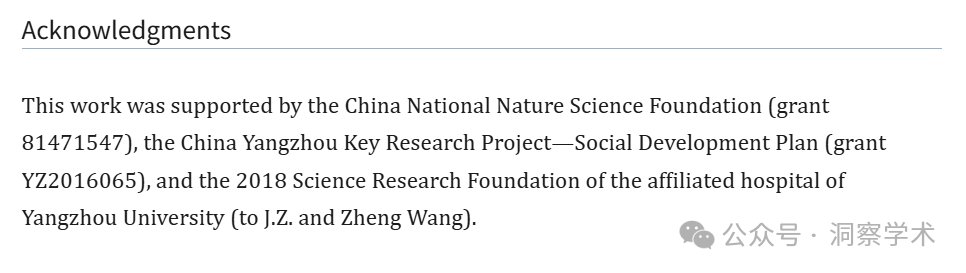 Acknowledgments
This work was supported by the China National Nature Science Foundation (grant
81471547), the China Yangzhou Key Research Project—Social Development Plan (grant
YZ2016065), and the 2018 Science Research Foundation of the affiliated hospital of
Yangzhou University (to J.Z. and Zheng Wang).
公众号 · 洞察学术